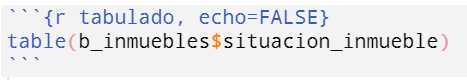 ```{r tabulado, echo=FALSE}
table(b_inmuebles$situacion_inmueble)
```